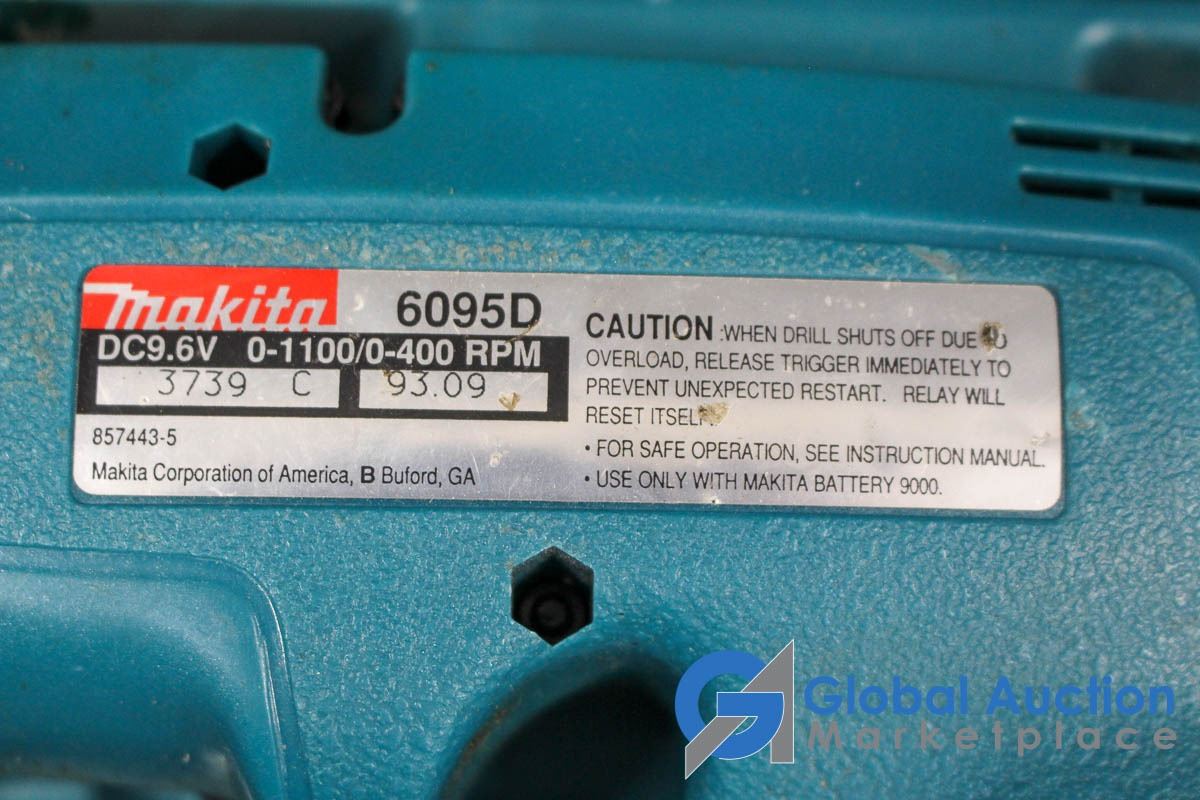 makita 6095D
DC9.6V 0-1100/0-400 RPM
3739 C 93.09
857443-5
Makita Corporation of America, B Buford, GA
CAUTION :WHEN DRILL SHUTS OFF DUE TO
OVERLOAD, RELEASE TRIGGER IMMEDIATELY TO
PREVENT UNEXPECTED RESTART. RELAY WILL
RESET ITSELF.
• FOR SAFE OPERATION, SEE INSTRUCTION MANUAL.
• USE ONLY WITH MAKITA BATTERY 9000.
GA Global Auction
Marketplace